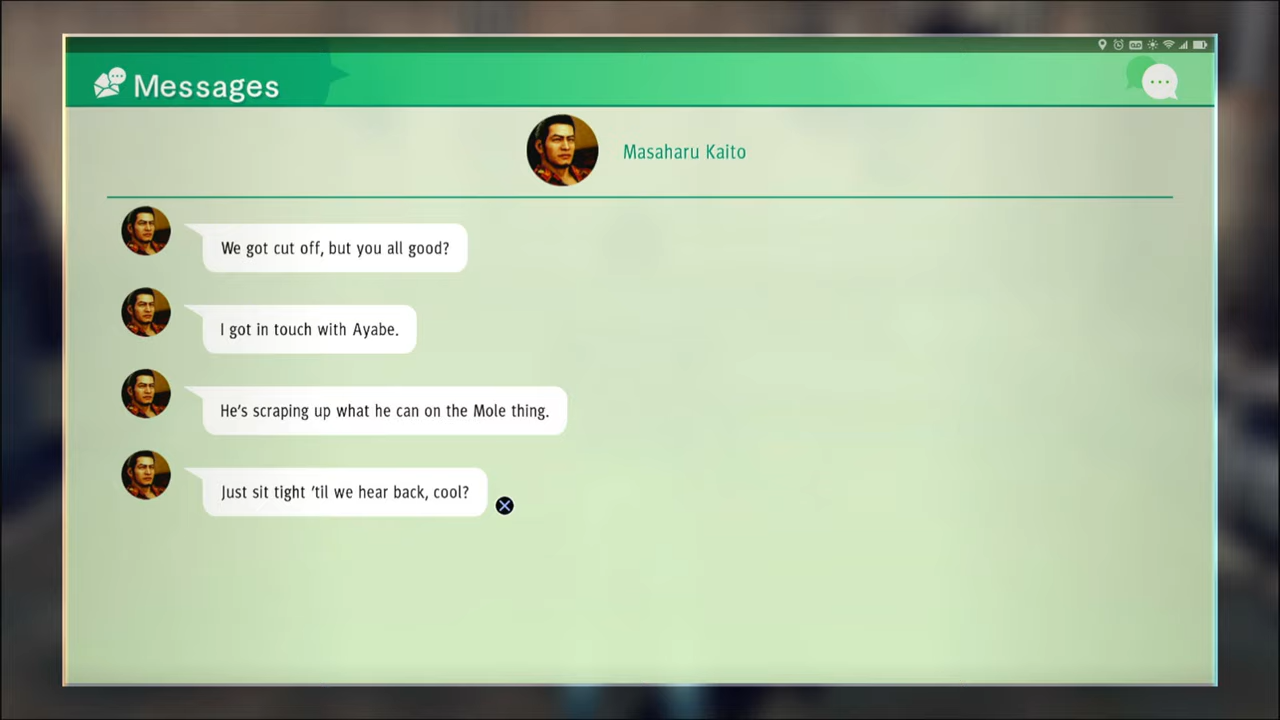 Messages
Masaharu Kaito
We got cut off, but you all good?
I got in touch with Ayabe.
He's scraping up what he can on the Mole thing.
Just sit tight 'til we hear back, cool?